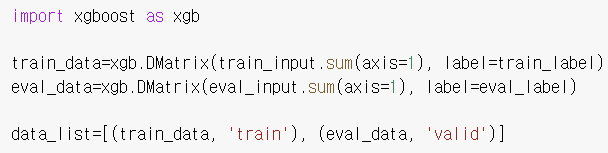 import xgboost as xgb
train_data=xgb.DMatrix(train_input.sum(axis=1), label=train_label)
eval_data=xgb.DMatrix(eval_input.sum(axis=1), label=eval_label)
data_list=[(train_data, 'train'), (eval_data, 'valid')]